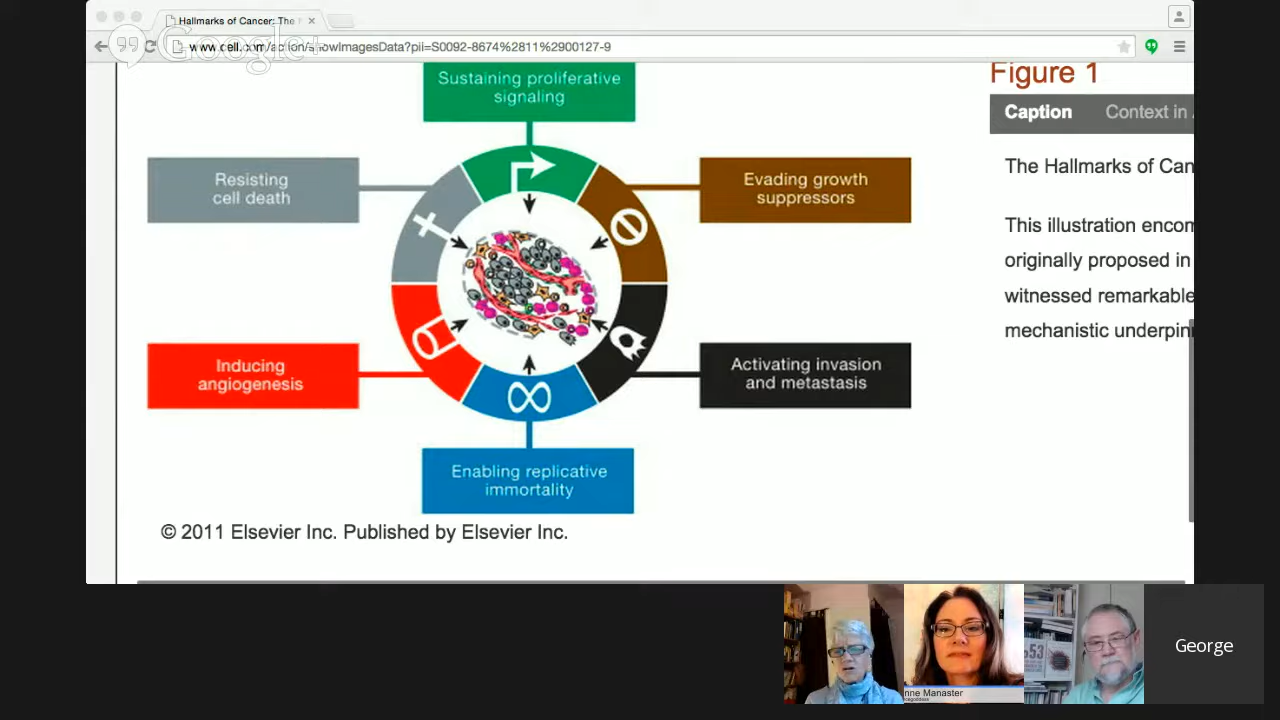 Hallmarks of Cancer: The
Google+
www.cell.com/action/showImagesData?pii=S0092-8674%2811%2900127-9
Sustaining proliferative
signaling
Figure 1
Caption Context in
Resisting
cell death
Evading growth
suppressors
The Hallmarks of Can
This illustration encom
originally proposed in
witnessed remarkable
mechanistic underpin
Inducing
angiogenesis
Activating invasion
and metastasis
Enabling replicative
immortality
© 2011 Elsevier Inc. Published by Elsevier Inc.
p53
nne Manaster
George